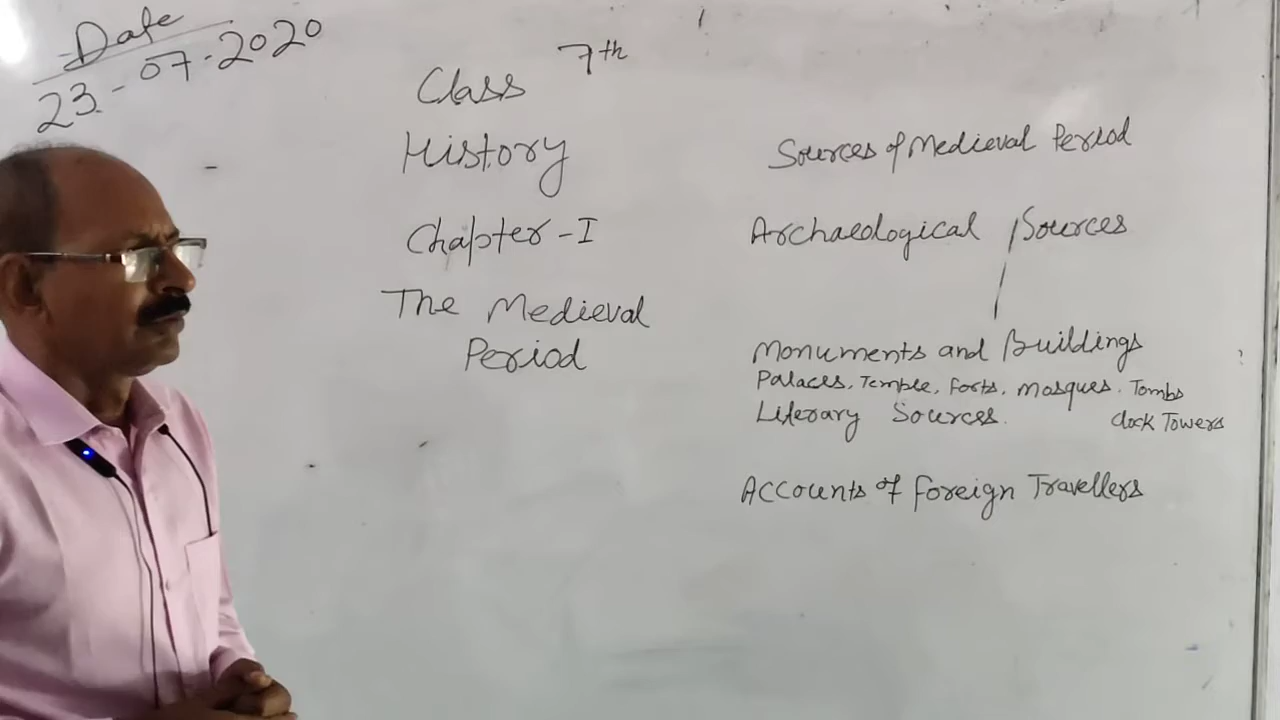 Date
23-07-2020
Class 7th
History
Chapter-I
The Medieval
Period
Sources of Medieval Period
Archaeological Sources
Monuments and Buildings
Palaces, Temple, Forts, Mosques. Tombs
Clock Towers
Literary Sources.
Accounts of Foreign Travellers